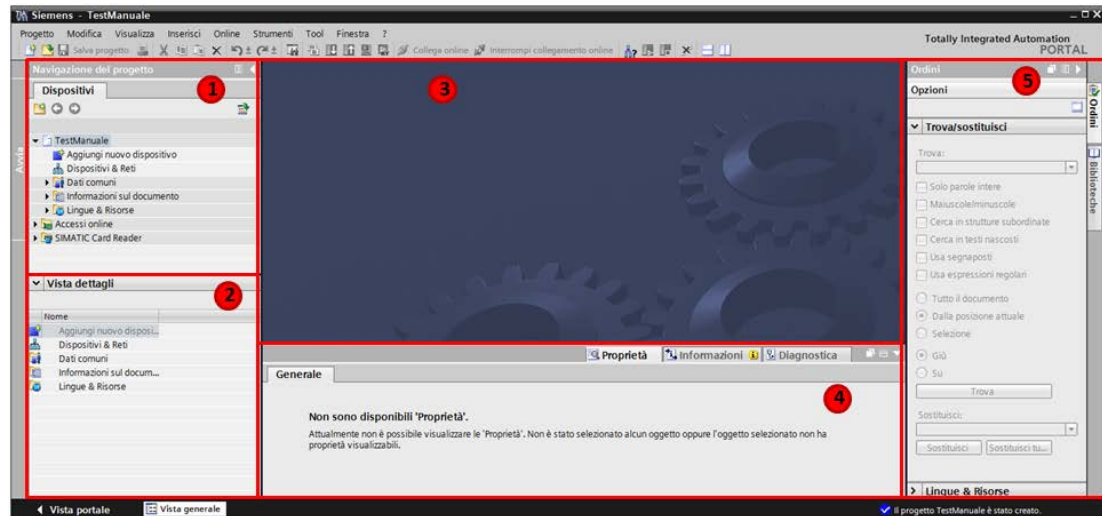 Siemens - TestManuale
Progetto Modifica Visualizza Inserisci Online Strumenti Tool Finestra ?
Salva progetto Collega online Interrompi collegamento online
Totally Integrated Automation
PORTAL
Avvia
Navigazione del progetto
1
Dispositivi
TestManuale
Aggiungi nuovo dispositivo
Dispositivi & Reti
Dati comuni
Informazioni sul documento
Lingue & Risorse
Accessi online
SIMATIC Card Reader
2
Vista dettagli
Nome
Aggiungi nuovo disposi...
Dispositivi & Reti
Dati comuni
Informazioni sul docum...
Lingue & Risorse
3
Proprietà Informazioni Diagnostica
Generale
4
Non sono disponibili 'Proprietà'.
Attualmente non è possibile visualizzare le 'Proprietà'. Non è stato selezionato alcun oggetto oppure l'oggetto selezionato non ha
proprietà visualizzabili.
Ordini
5
Opzioni
Trova/sostituisci
Trova:
Solo parole intere
Maiuscole/minuscole
Cerca in strutture subordinate
Cerca in testi nascosti
Usa segnaposti
Usa espressioni regolari
Tutto il documento
Dalla posizione attuale
Selezione
Giù
Su
Trova
Sostituisci:
Sostituisci Sostituisci tu...
Lingue & Risorse
Ordini
Biblioteche
Vista portale Vista generale
Il progetto TestManuale è stato creato.